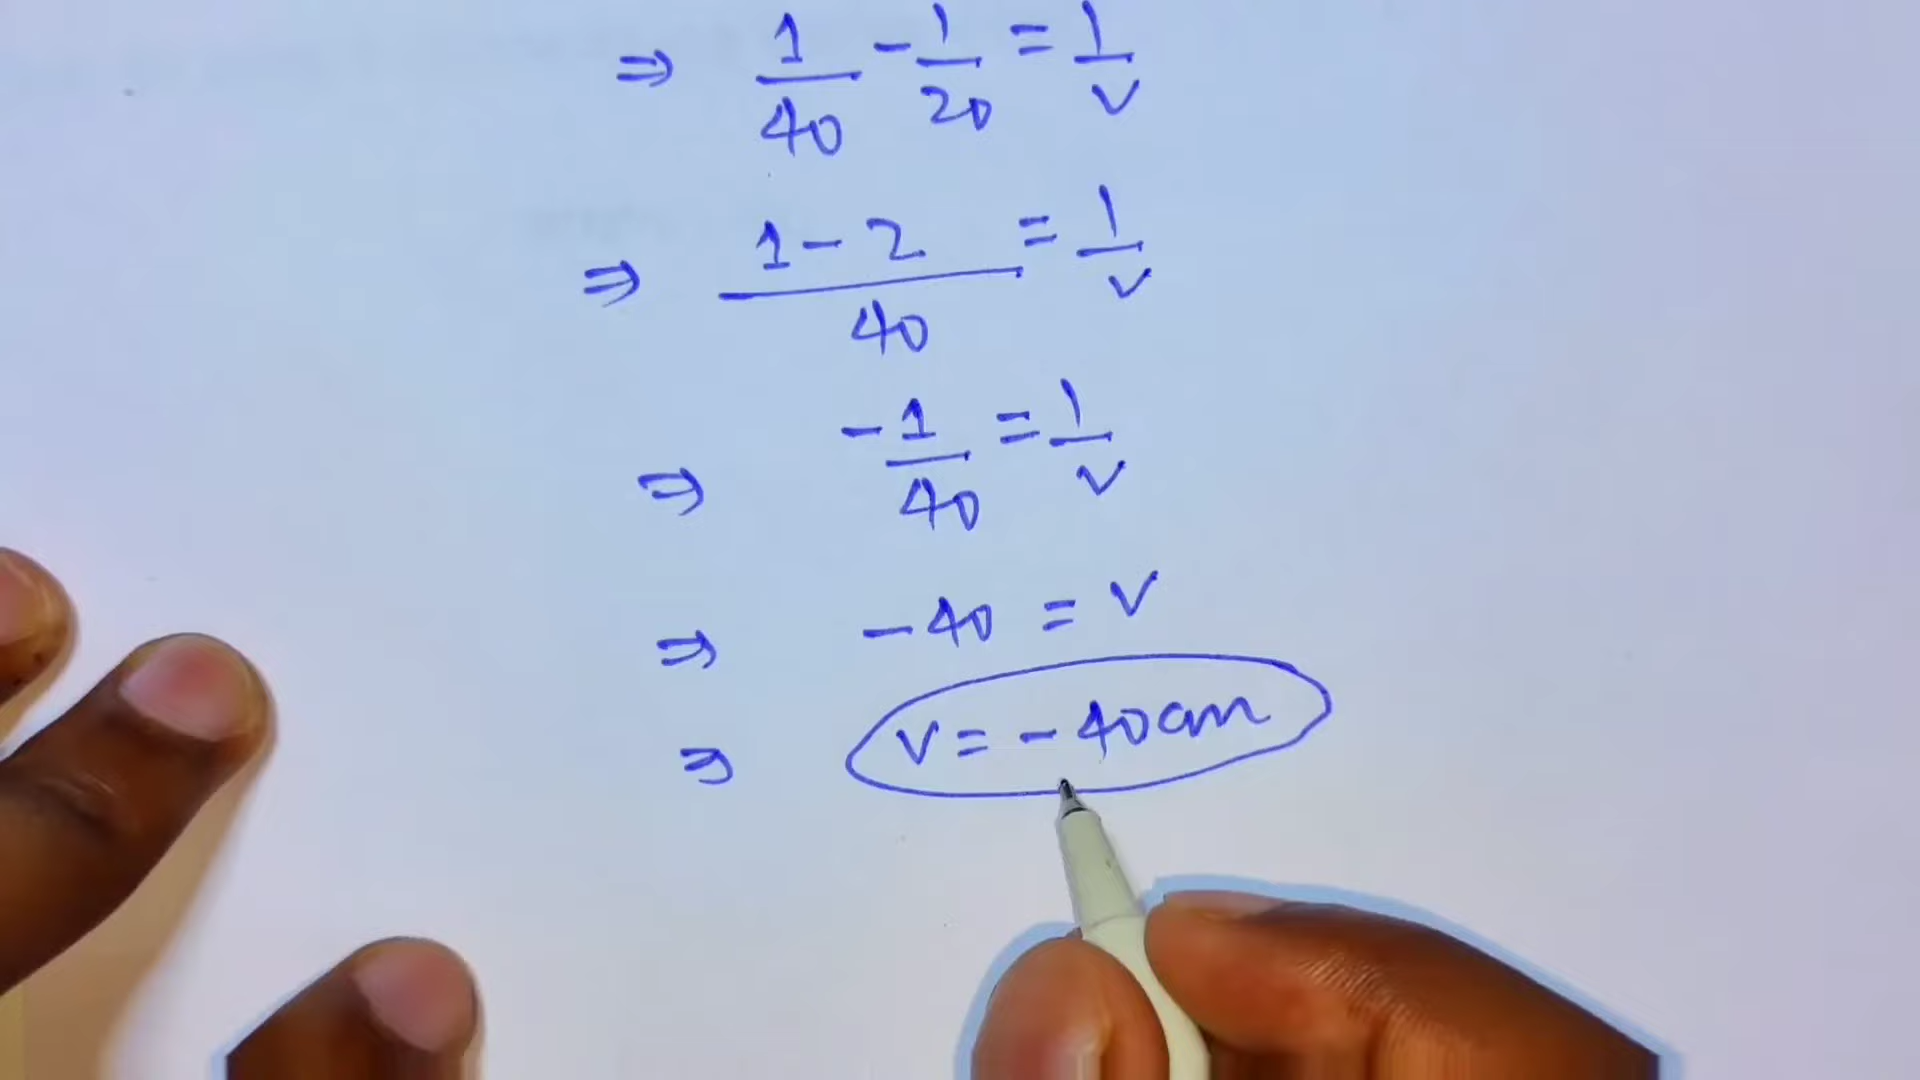 ⇒ 1/40 - 1/20 = 1/v
⇒ 1 - 2/40 = 1/v
⇒ -1/40 = 1/v
⇒ -40 = v
⇒ v = -40cm